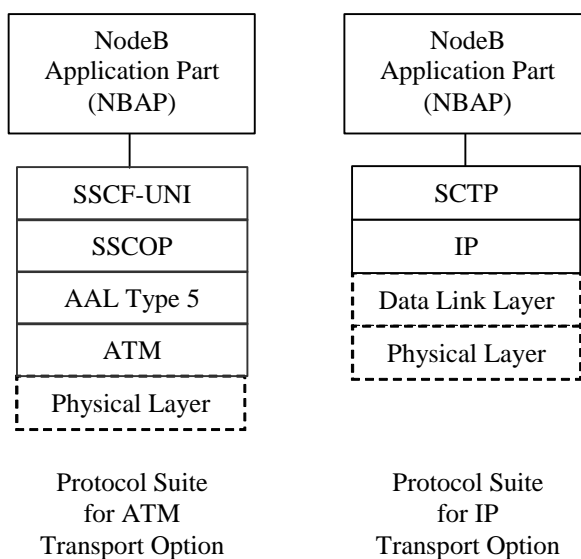 NodeB
Application Part
(NBAP)
SSCF-UNI
SSCOP
AAL Type 5
ATM
Physical Layer
Protocol Suite
for ATM
Transport Option
NodeB
Application Part
(NBAP)
SCTP
IP
Data Link Layer
Physical Layer
Protocol Suite
for IP
Transport Option